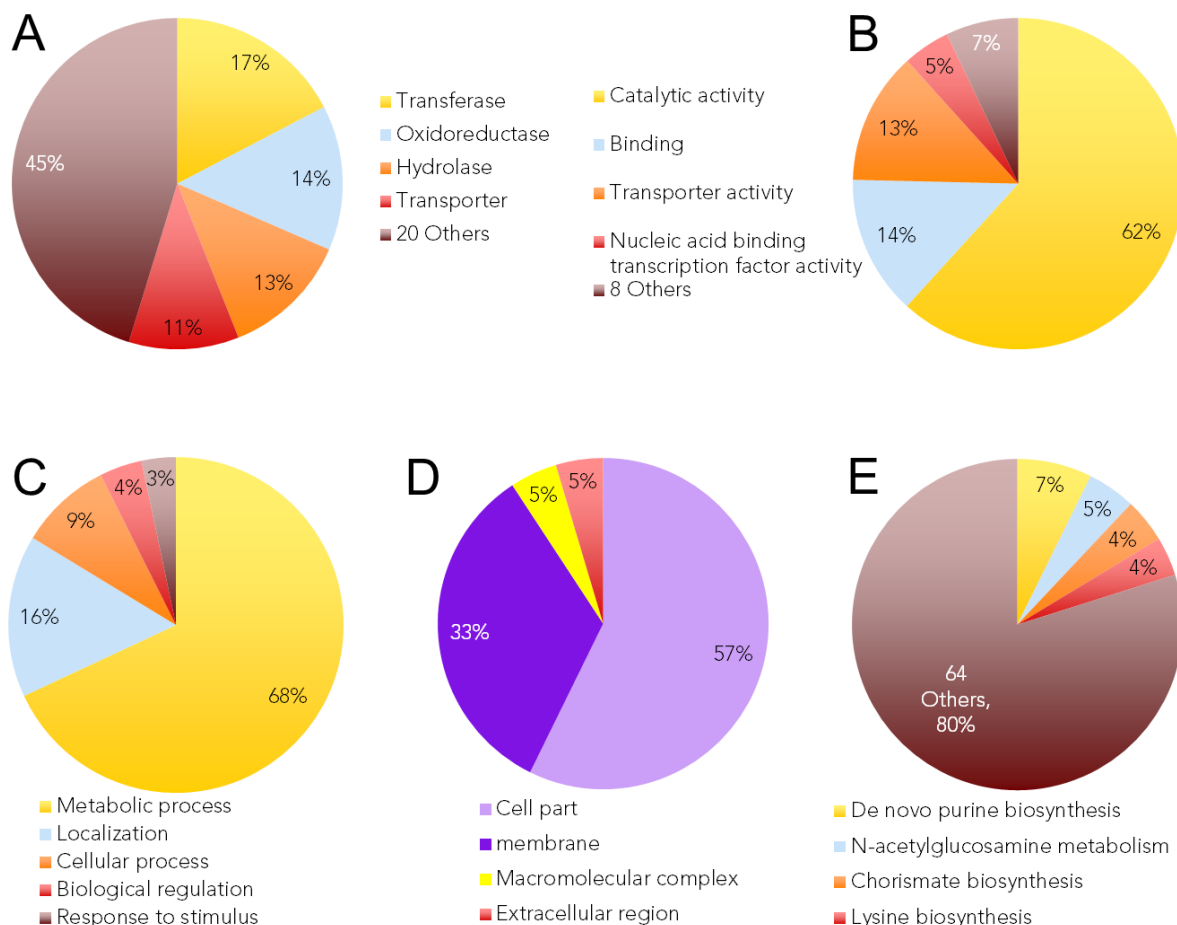 A
17%
14%
13%
11%
45%
Transferase
Oxidoreductase
Hydrolase
Transporter
20 Others
Catalytic activity
Binding
Transporter activity
Nucleic acid binding
transcription factor activity
8 Others
B
7%
5%
13%
14%
62%
C
3%
4%
9%
16%
68%
Metabolic process
Localization
Cellular process
Biological regulation
Response to stimulus
D
5%
5%
33%
57%
Cell part
membrane
Macromolecular complex
Extracellular region
E
7%
5%
4%
4%
64
Others,
80%
De novo purine biosynthesis
N-acetylglucosamine metabolism
Chorismate biosynthesis
Lysine biosynthesis